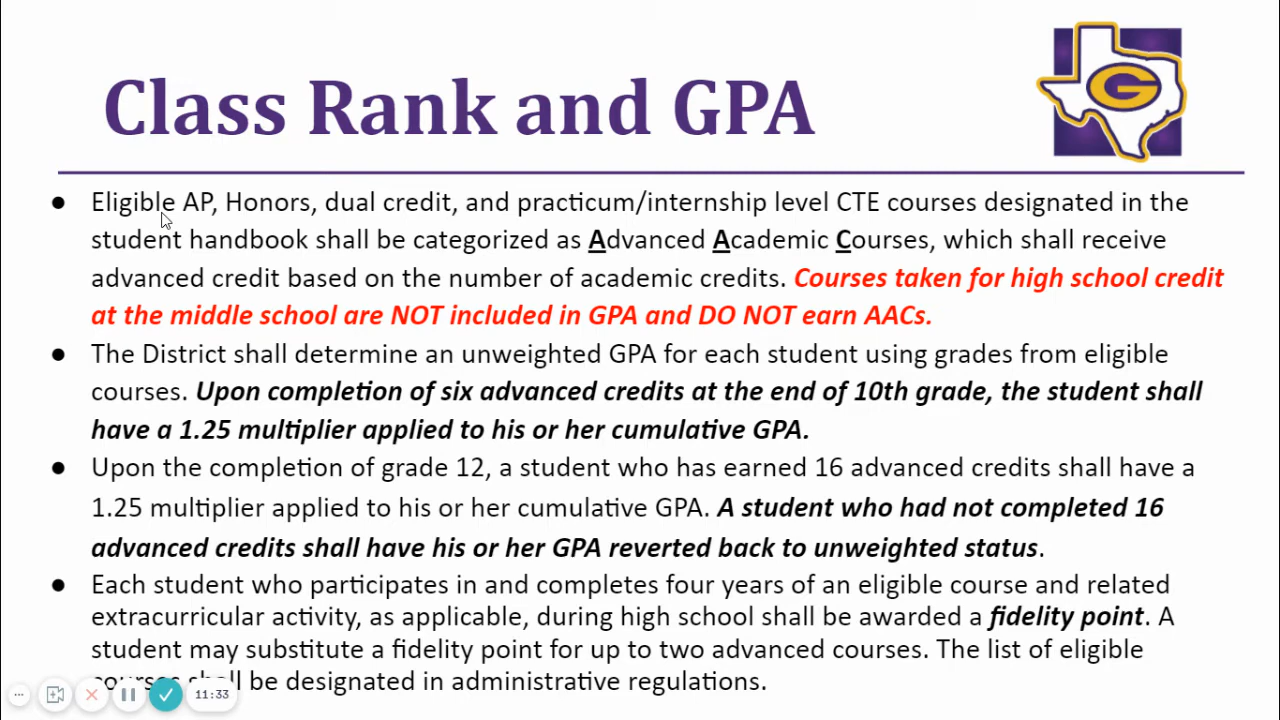 Class Rank and GPA
G
● Eligible AP, Honors, dual credit, and practicum/internship level CTE courses designated in the
student handbook shall be categorized as Advanced Academic Courses, which shall receive
advanced credit based on the number of academic credits. Courses taken for high school credit
at the middle school are NOT included in GPA and DO NOT earn AACs.
● The District shall determine an unweighted GPA for each student using grades from eligible
courses. Upon completion of six advanced credits at the end of 10th grade, the student shall
have a 1.25 multiplier applied to his or her cumulative GPA.
● Upon the completion of grade 12, a student who has earned 16 advanced credits shall have a
1.25 multiplier applied to his or her cumulative GPA. A student who had not completed 16
advanced credits shall have his or her GPA reverted back to unweighted status.
● Each student who participates in and completes four years of an eligible course and related
extracurricular activity, as applicable, during high school shall be awarded a fidelity point. A
student may substitute a fidelity point for up to two advanced courses. The list of eligible
courses shall be designated in administrative regulations.
11:33